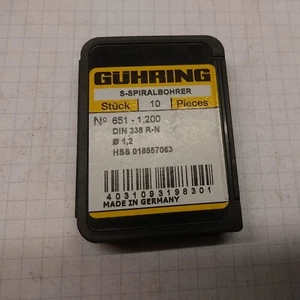 GÜHRING
S-SPIRALBOHRER
Stück 10 Pieces
Nº 651 - 1,200
DIN 338 R-N
Ø 1,2
HSS 018557063
4031093198301
MADE IN GERMANY